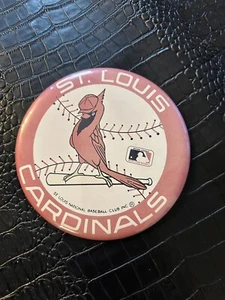 ST. LOUIS
ST. LOUIS NATIONAL BASEBALL CLUB INC ©
CARDINALS